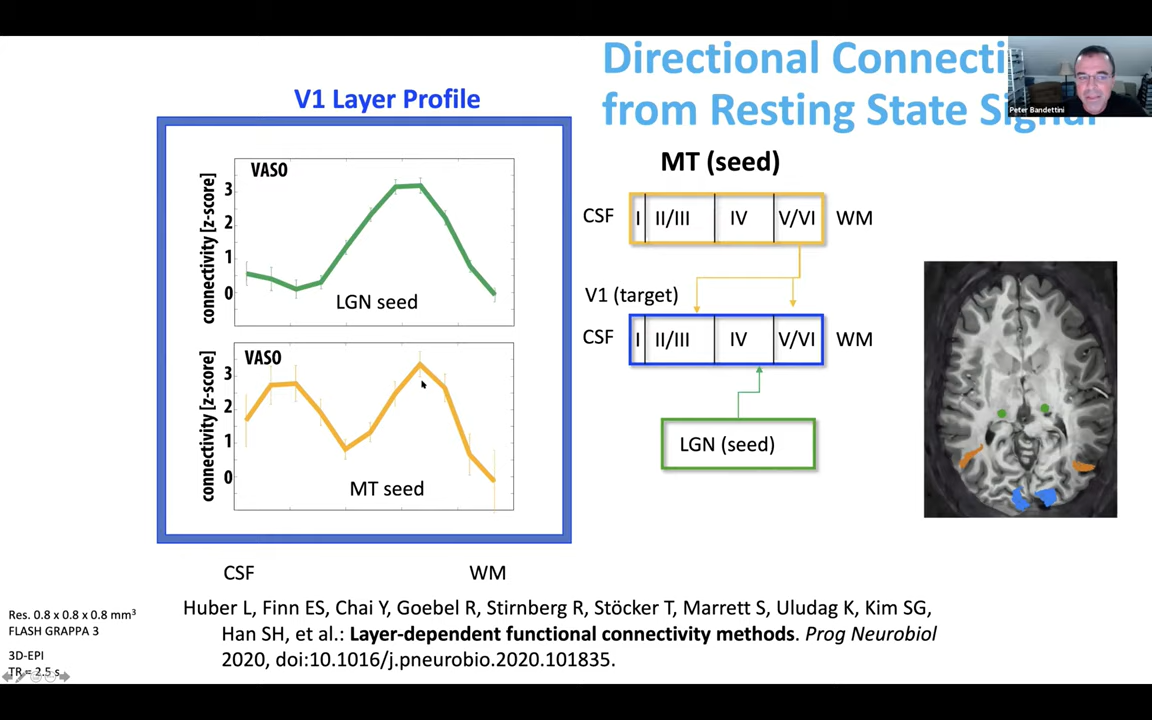 Directional Connecti
from Resting State Signal
Peter Bandettini
V1 Layer Profile
VASO
connectivity [z-score]
3
2
1
0
LGN seed
VASO
connectivity [z-score]
3
2
1
0
MT seed
CSF WM
MT (seed)
CSF I II/III IV V/VI WM
V1 (target)
CSF I II/III IV V/VI WM
LGN (seed)
Res. 0.8 x 0.8 x 0.8 mm³
FLASH GRAPPA 3
3D-EPI
TR = 2.5 s
Huber L, Finn ES, Chai Y, Goebel R, Stirnberg R, Stöcker T, Marrett S, Uludag K, Kim SG,
Han SH, et al.: Layer-dependent functional connectivity methods. Prog Neurobiol
2020, doi:10.1016/j.pneurobio.2020.101835.